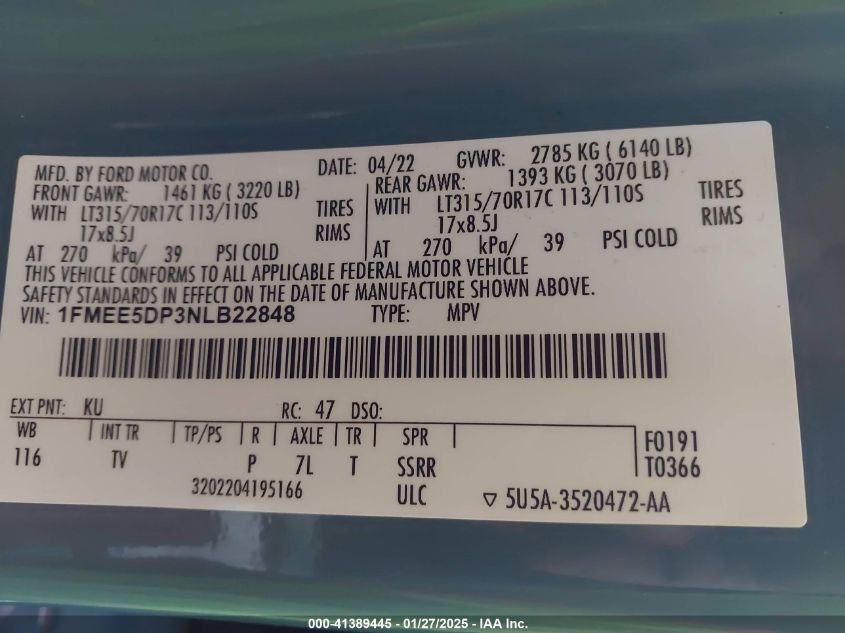 MFD. BY FORD MOTOR CO. DATE: 04/22 GVWR: 2785 KG ( 6140 LB)
FRONT GAWR: 1461 KG ( 3220 LB) REAR GAWR: 1393 KG ( 3070 LB)
WITH LT315/70R17C 113/110S TIRES WITH LT315/70R17C 113/110S TIRES
17x8.5J RIMS 17x8.5J RIMS
AT 270 kPa/ 39 PSI COLD AT 270 kPa/ 39 PSI COLD
THIS VEHICLE CONFORMS TO ALL APPLICABLE FEDERAL MOTOR VEHICLE
SAFETY STANDARDS IN EFFECT ON THE DATE OF MANUFACTURE SHOWN ABOVE.
VIN: 1FMEE5DP3NLB22848 TYPE: MPV
EXT PNT: KU RC: 47 DSO:
WB INT TR TP/PS R AXLE TR SPR F0191
116 TV P 7L T SSRR T0366
3202204195166 ULC ▽ 5U5A-3520472-AA
000-41389445 - 01/27/2025 - IAA Inc.